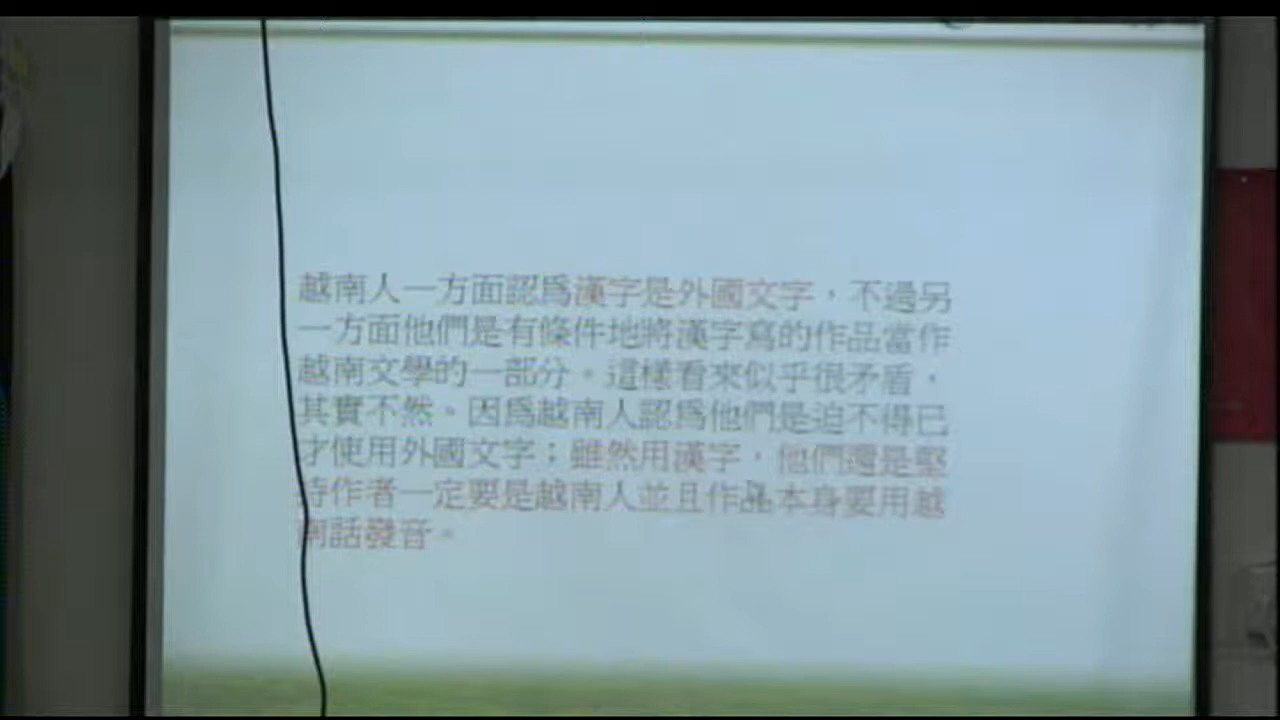 越南人一方面認為漢字是外國文字，不過另
一方面他們是有條件地將漢字寫的作品當作
越南文學的一部分。這樣看來似乎很矛盾，
其實不然。因為越南人認為他們是迫不得已
才使用外國文字；雖然用漢字，他們還是堅
持作者一定要是越南人並且作品本身要用越
南話發音。